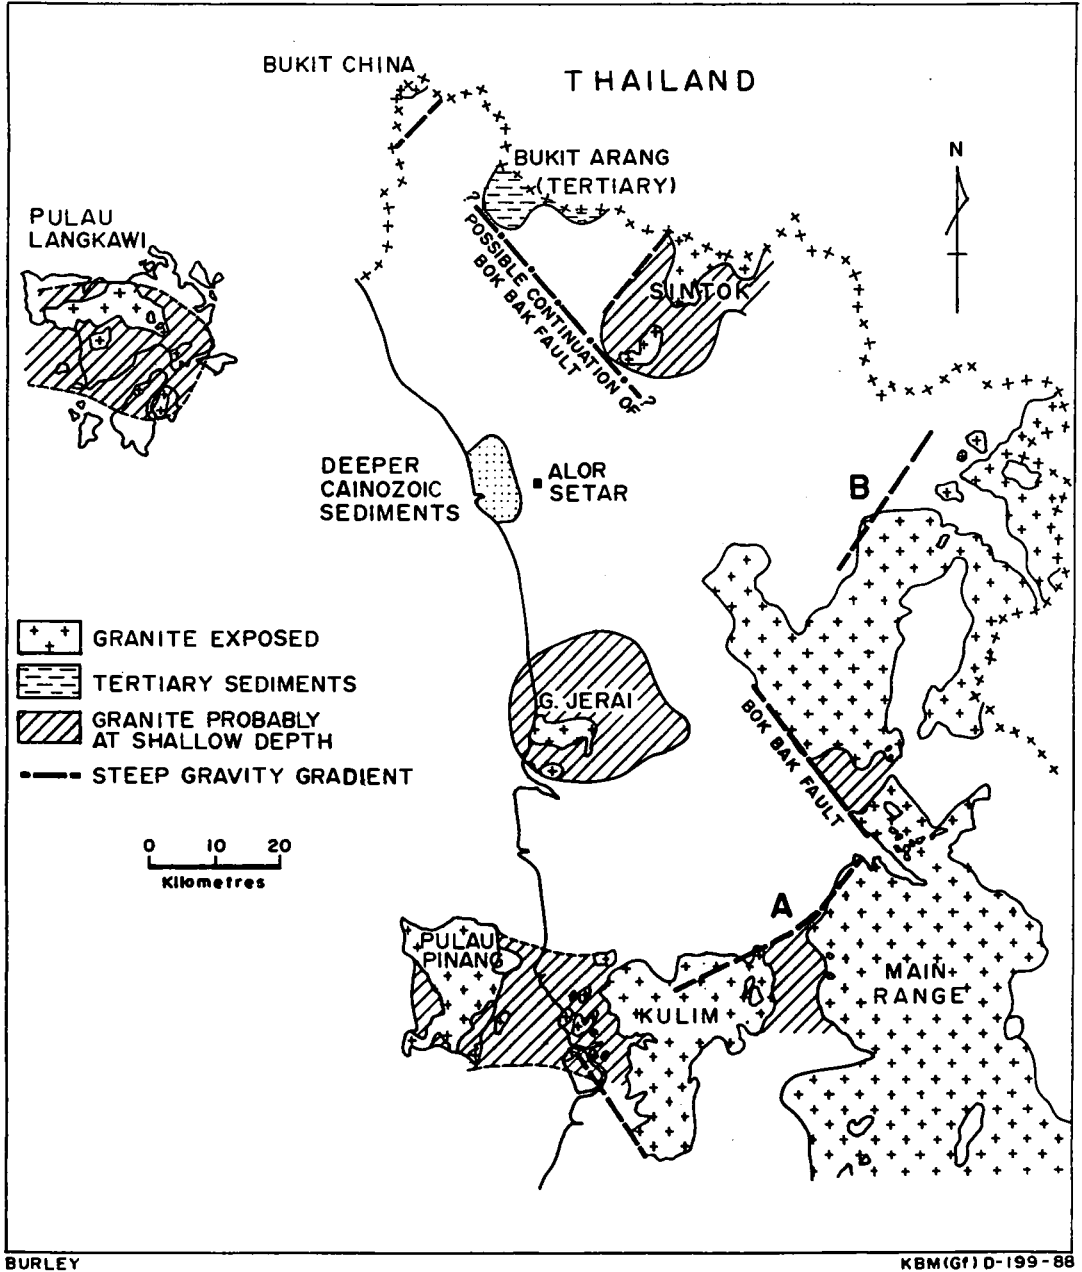 BUKIT CHINA
THAILAND
BUKIT ARANG
(TERTIARY)
N
PULAU
LANGKAWI
?
POSSIBLE CONTINUATION OF
BOK BAK FAULT
?
SINTOK
DEEPER
CAINOZOIC
SEDIMENTS
ALOR
SETAR
B
GRANITE EXPOSED
TERTIARY SEDIMENTS
GRANITE PROBABLY
AT SHALLOW DEPTH
STEEP GRAVITY GRADIENT
G. JERAI
BOK BAK FAULT
0 10 20
Kilometres
A
PULAU
PINANG
KULIM
MAIN
RANGE
BURLEY
KBM(Gf) D-199-88